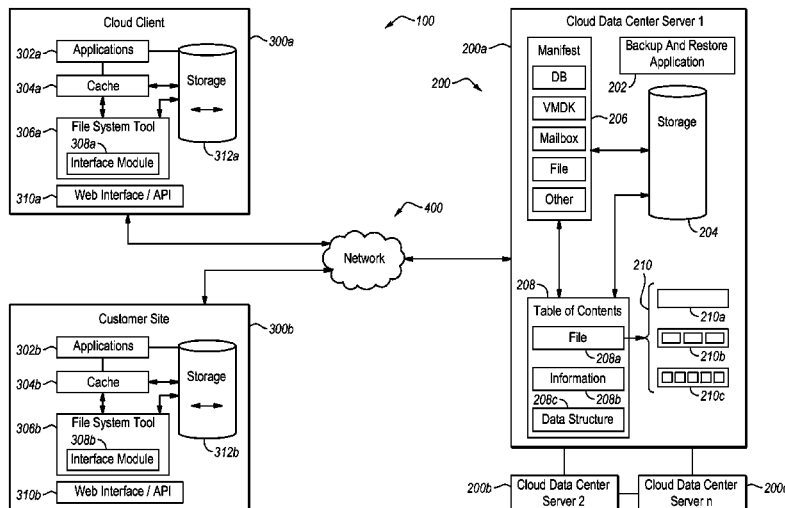 Cloud Client
300a
302a
Applications
304a
Cache
Storage
306a
File System Tool
308a
Interface Module
312a
310a
Web Interface / API
100
200
400
Network
Customer Site
300b
302b
Applications
304b
Cache
Storage
306b
File System Tool
308b
Interface Module
312b
310b
Web Interface / API
Cloud Data Center Server 1
200a
Manifest
DB
VMDK
Mailbox
File
Other
206
Backup And Restore
Application
202
Storage
204
208
Table of Contents
File
208a
Information
208b
208c
Data Structure
210
210a
210b
210c
200b
Cloud Data Center
Server 2
Cloud Data Center
Server n